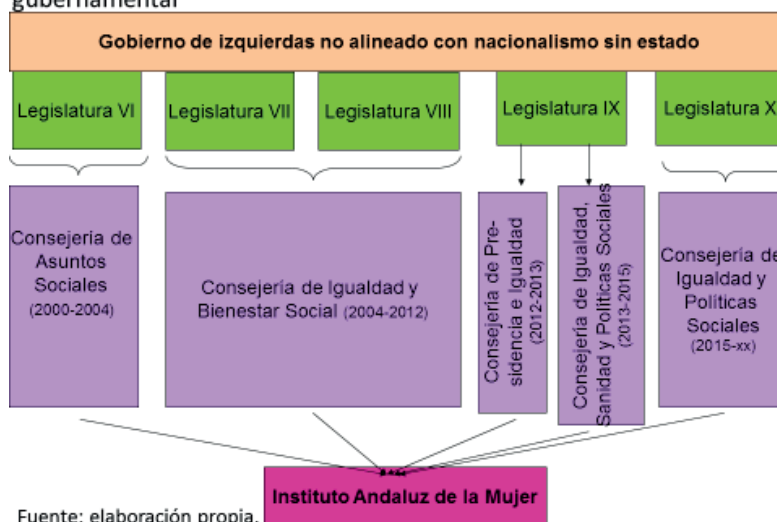 gubernamental
Gobierno de izquierdas no alineado con nacionalismo sin estado
Legislatura VI
Legislatura VII
Legislatura VIII
Legislatura IX
Legislatura X
Consejería de
Asuntos
Sociales
(2000-2004)
Consejería de Igualdad y
Bienestar Social (2004-2012)
Consejería de Pre-
sidencia e Igualdad
(2012-2013)
Consejería de Igualdad,
Sanidad y Políticas Sociales
(2013-2015)
Consejería de
Igualdad y
Políticas
Sociales
(2015-xx)
Instituto Andaluz de la Mujer
Fuente: elaboración propia.